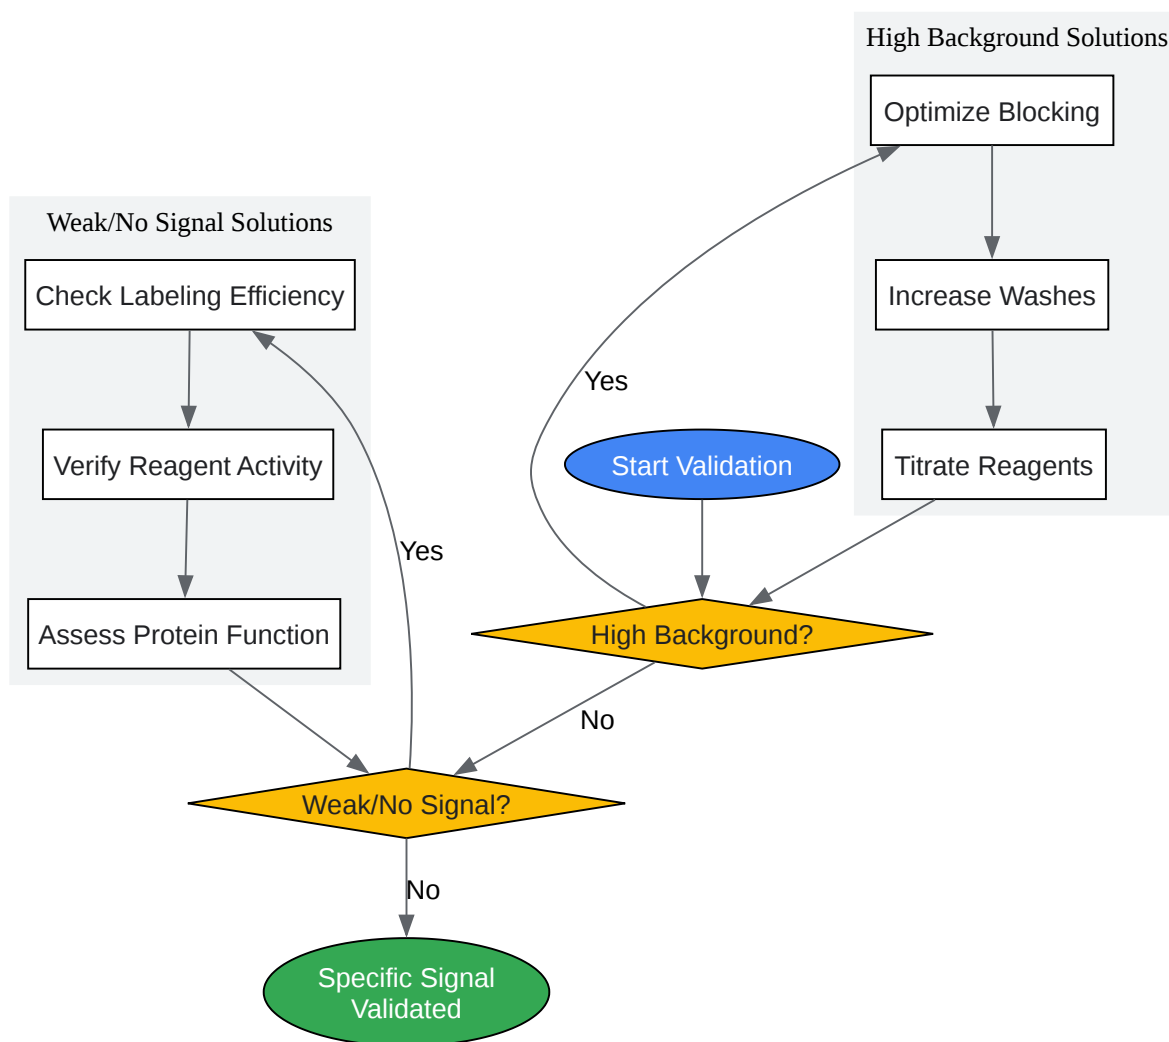 High Background Solutions
Optimize Blocking
Weak/No Signal Solutions
Check Labeling Efficiency
Increase Washes
Yes
Verify Reagent Activity
Start Validation
Titrate Reagents
Yes
Assess Protein Function
High Background?
No
Weak/No Signal?
No
Specific Signal
Validated